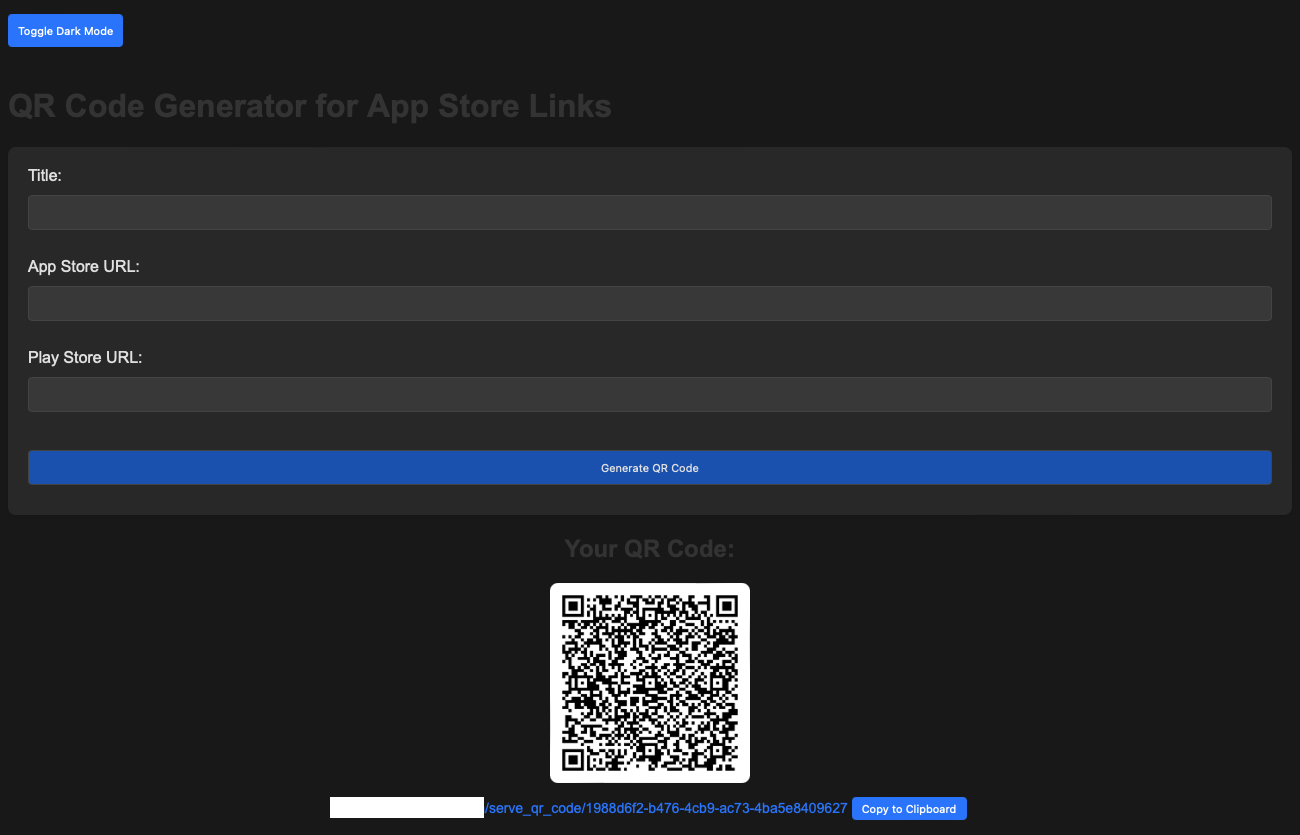 Toggle Dark Mode
QR Code Generator for App Store Links
Title:
App Store URL:
Play Store URL:
Generate QR Code
Your QR Code:
/serve_qr_code/1988d6f2-b476-4cb9-ac73-4ba5e8409627 Copy to Clipboard